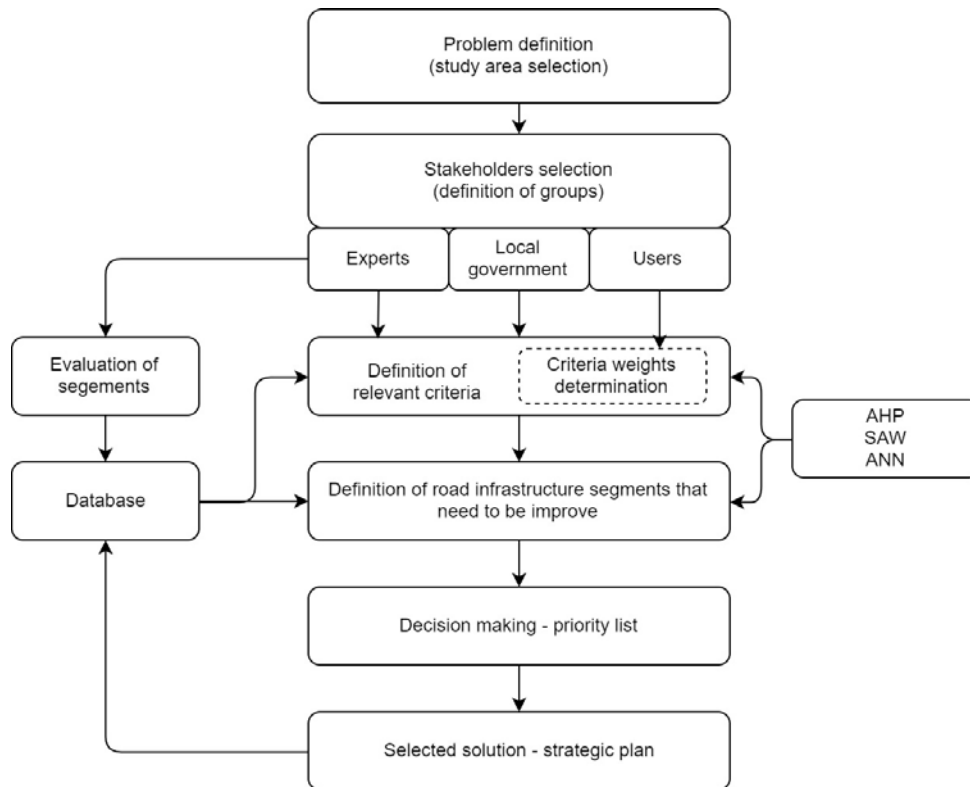 Problem definition
(study area selection)
Stakeholders selection
(definition of groups)
Experts
Local
government
Users
Evaluation of
segements
Definition of
relevant criteria
Criteria weights
determination
AHP
SAW
ANN
Database
Definition of road infrastructure segments that
need to be improve
Decision making - priority list
Selected solution - strategic plan